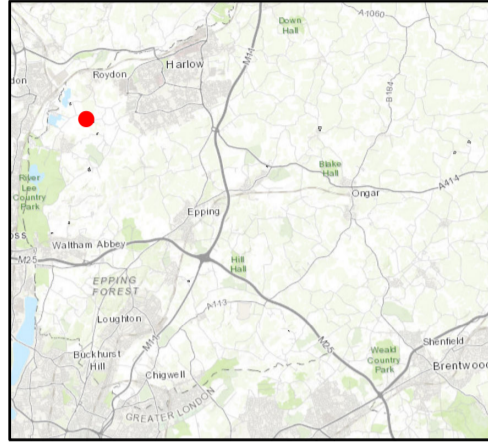 Down
Hall
A1060
Harlow
M11
Roydon
don
B184
Blake
Hall
A414
Ongar
River
Lee
Country
Park
Epping
oss
Waltham Abbey
M25
Hill
Hall
EPPING
FOREST
A113
Loughton
M11
M25
Shenfield
Weald
Country
Park
Brentwood
Buckhurst
Hill
Chigwell
GREATER LONDON